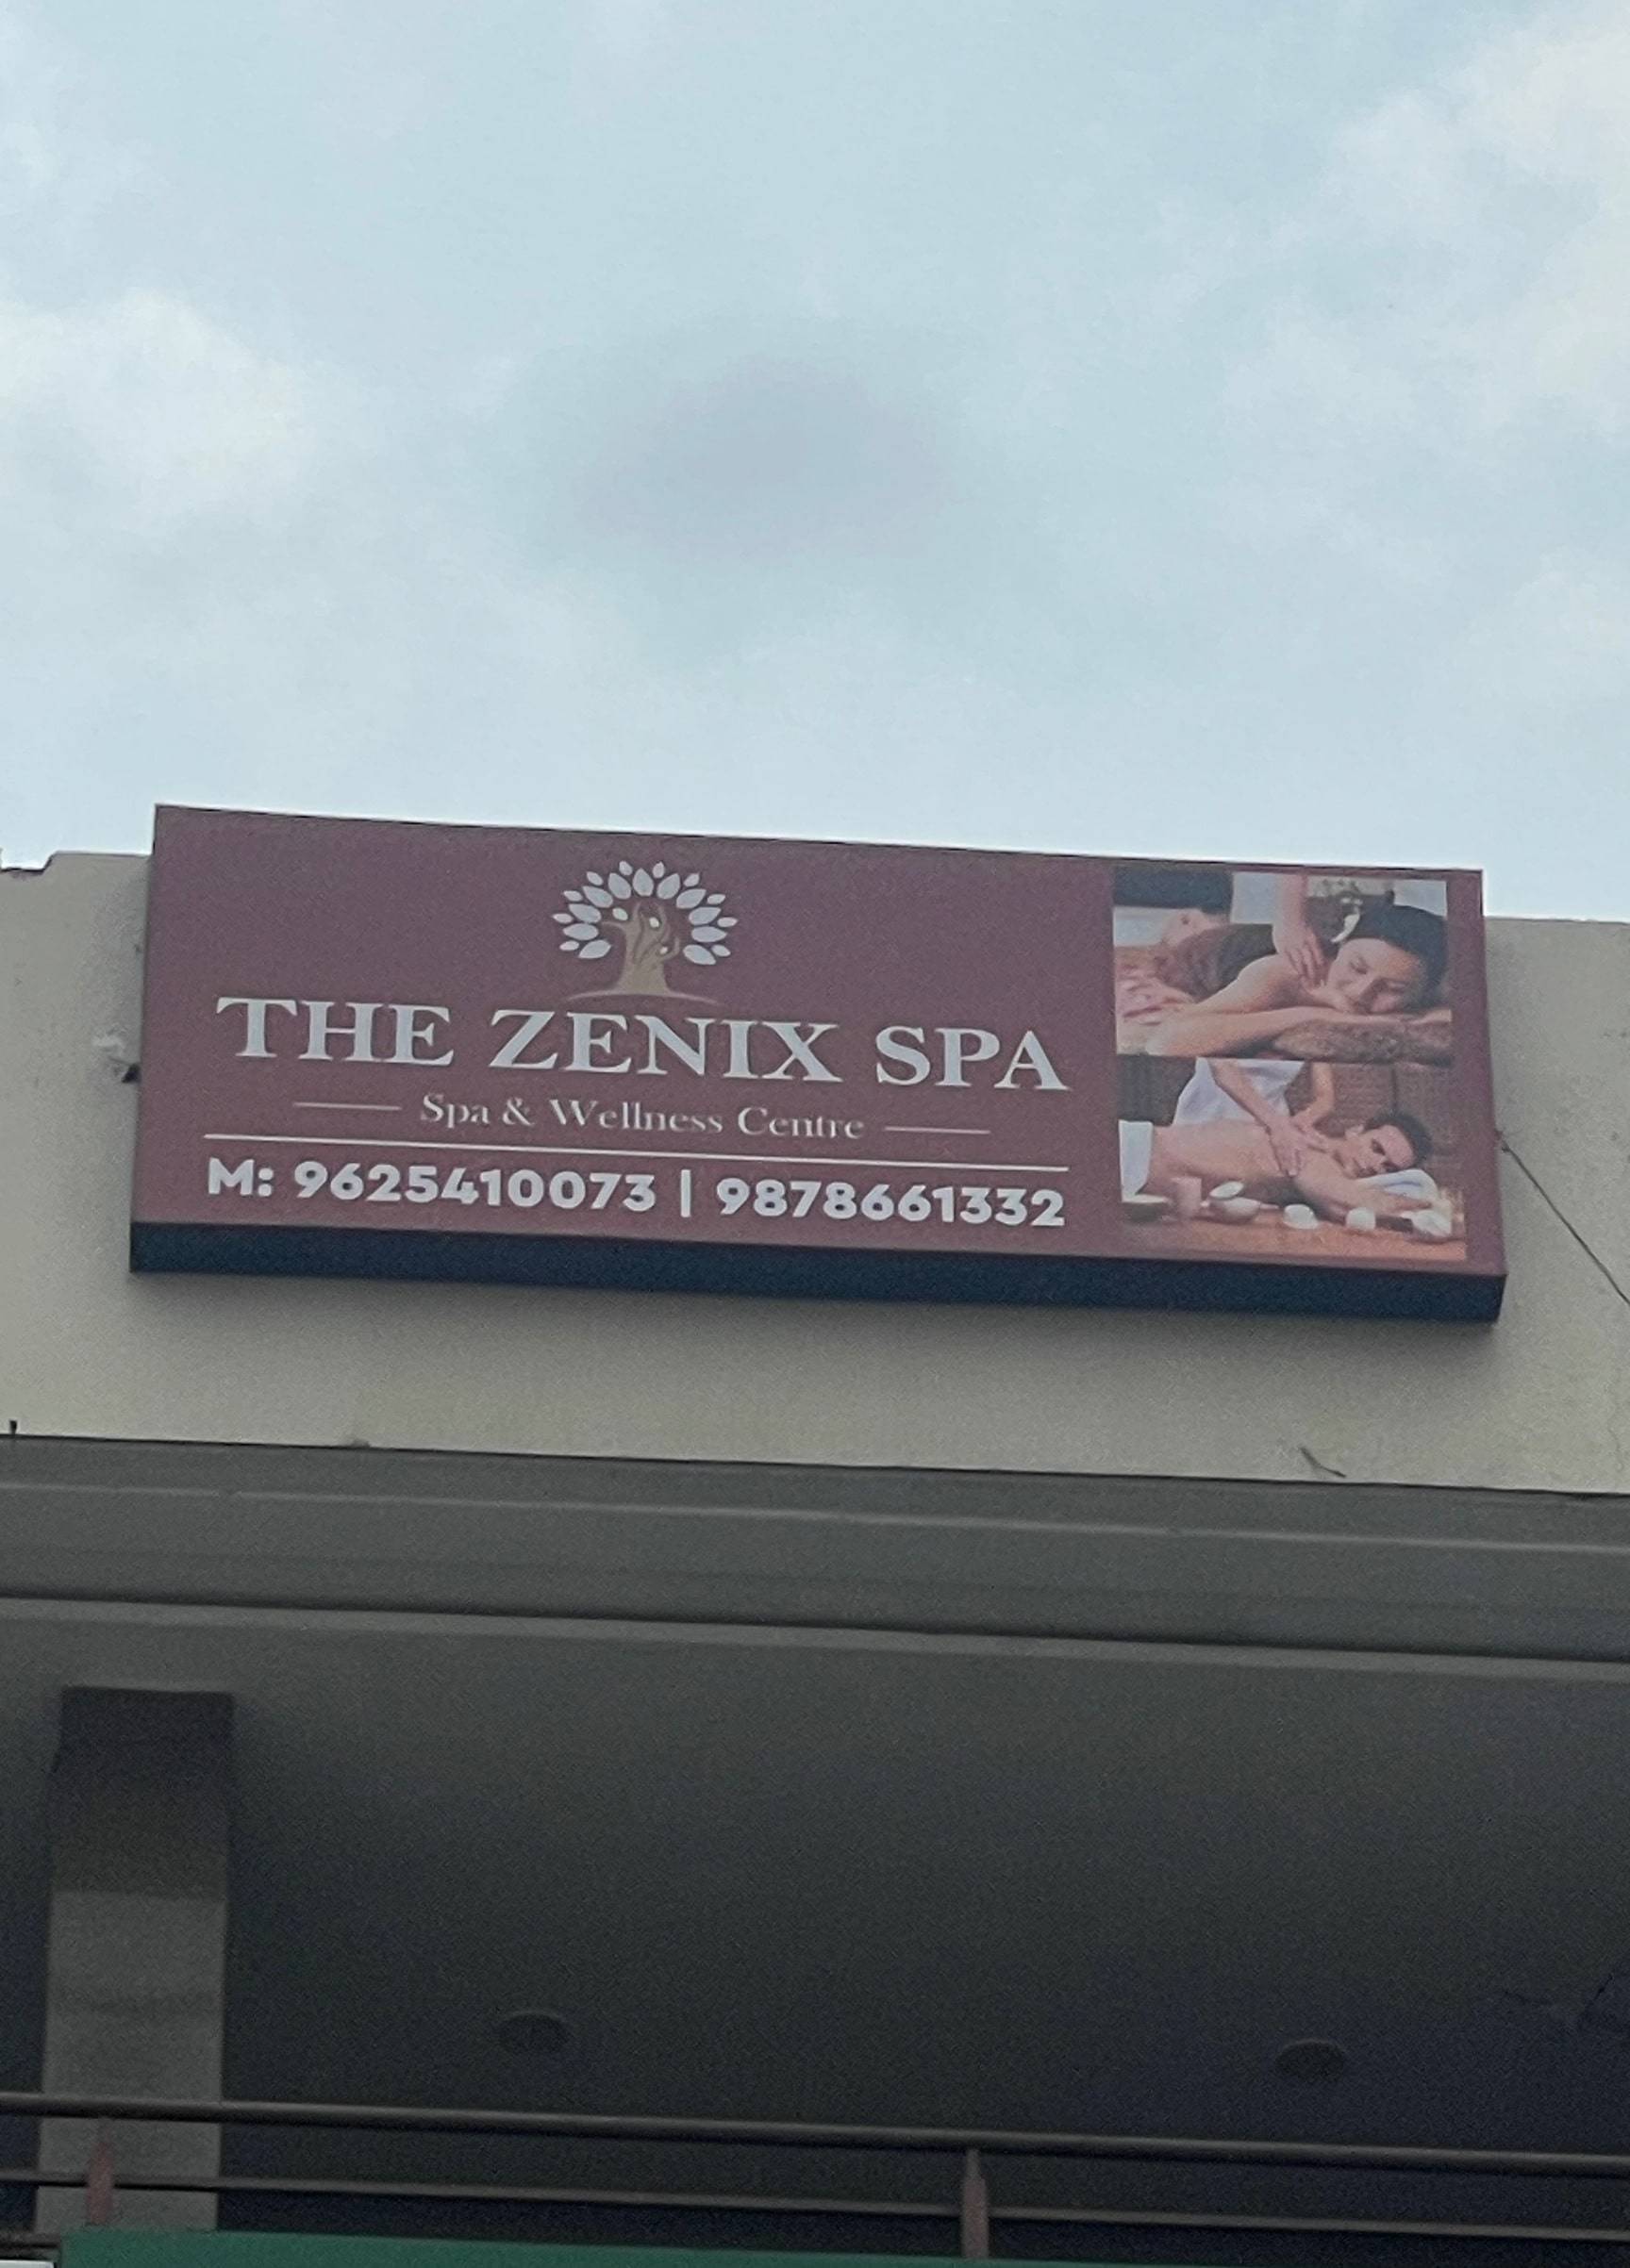 THE ZENIX SPA
Spa & Wellness Centre
M: 9625410073 | 9878661332